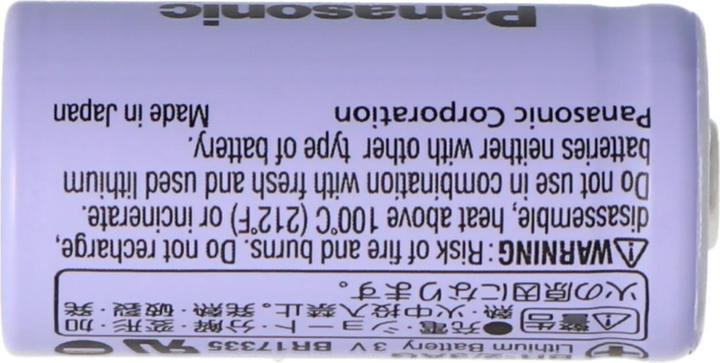 Lithium Battery 3 V BR17335
⚠警告 ●充電・ショート・分解・変形・加
熱・火中投入禁止。発熱・破裂・発
火の原因になります。
⚠WARNING: Risk of fire and burns. Do not recharge,
disassemble, heat above 100°C (212°F) or incinerate.
Do not use in combination with fresh and used lithium
batteries neither with other type of battery.
Panasonic Corporation Made in Japan
Panasonic